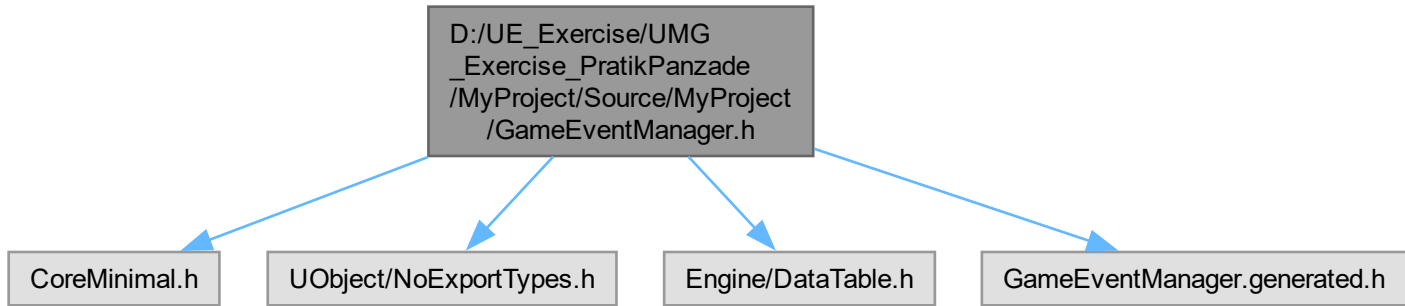 D:/UE_Exercise/UMG
_Exercise_PratikPanzade
/MyProject/Source/MyProject
/GameEventManager.h
CoreMinimal.h
UObject/NoExportTypes.h
Engine/DataTable.h
GameEventManager.generated.h